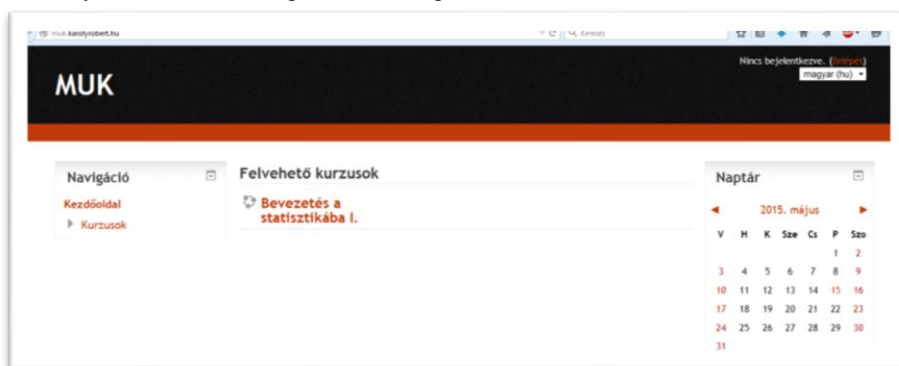 muk.karolyrobert.hu
Keresés
Nincs bejelentkezve. (Belépés)
magyar (hu)
MUK
Navigáció
Kezdőoldal
Kurzusok
Felvehető kurzusok
Bevezetés a
statisztikába I.
Naptár
2015. május
V H K Sze Cs P Szo
1 2
3 4 5 6 7 8 9
10 11 12 13 14 15 16
17 18 19 20 21 22 23
24 25 26 27 28 29 30
31